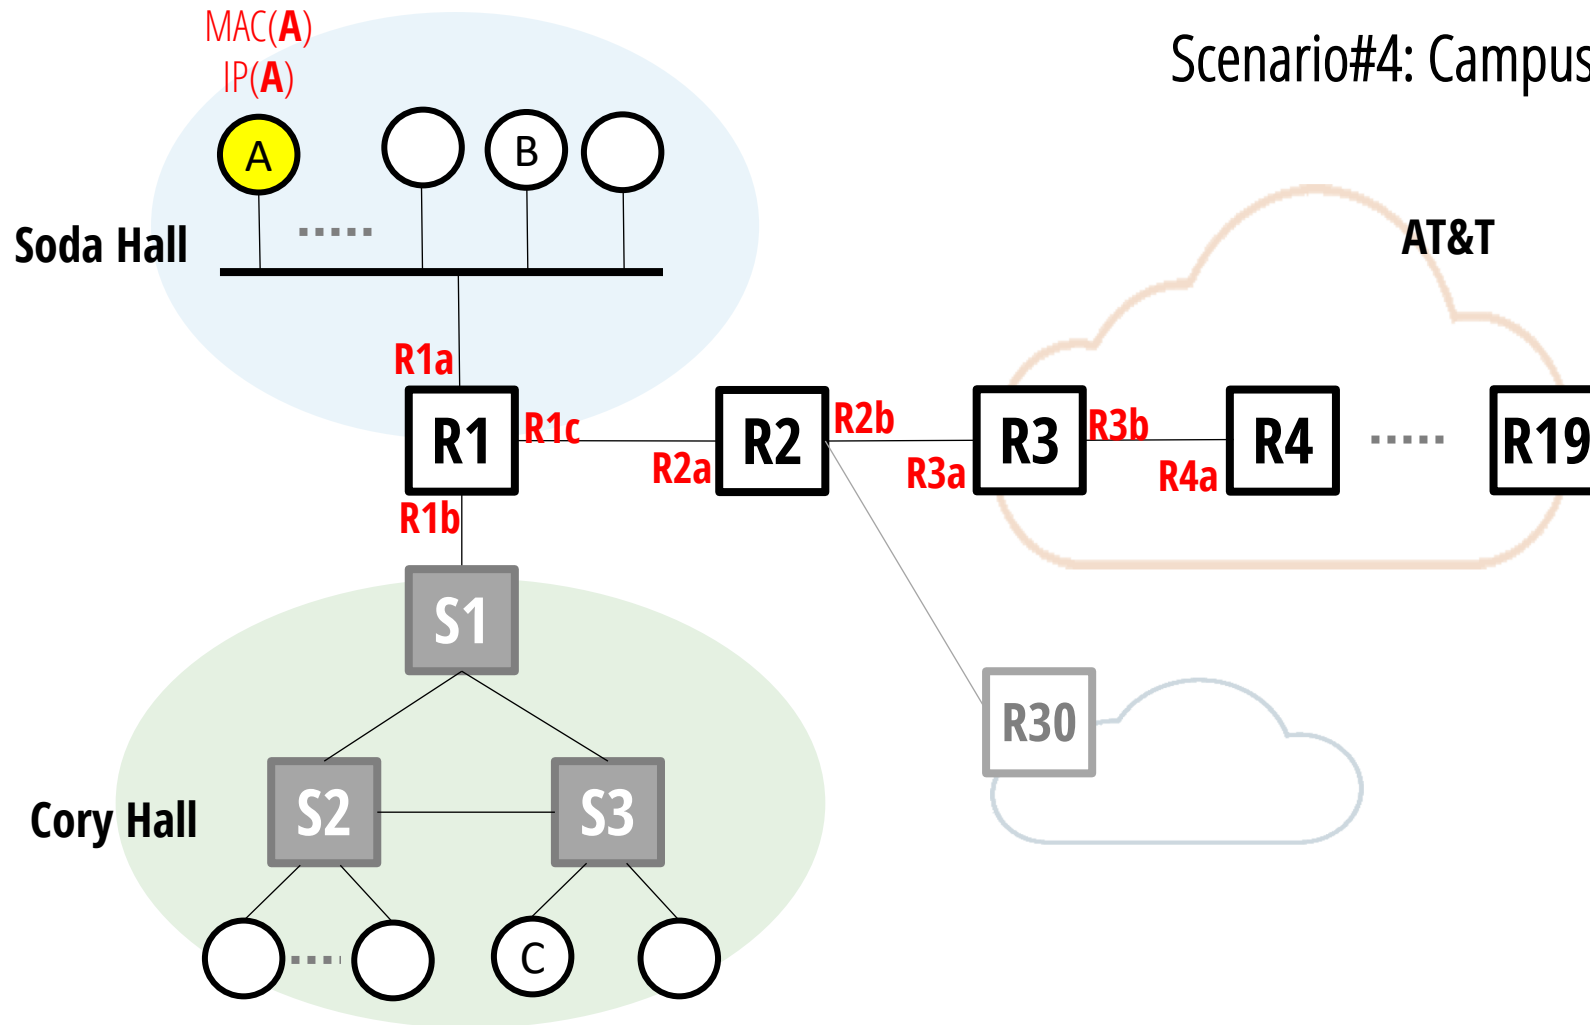 MAC(A)
IP(A)
Scenario#4: Campus
A
B
Soda Hall
AT&T
R1a
R1
R1c
R2a
R2
R2b
R3a
R3
R3b
R4a
R4
R19
R1b
S1
R30
S2
S3
Cory Hall
C